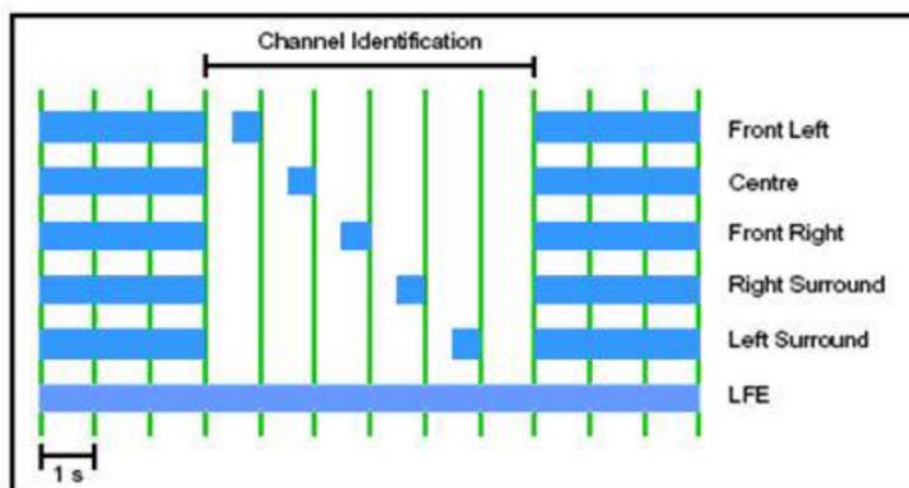 Channel Identification
Front Left
Centre
Front Right
Right Surround
Left Surround
LFE
1 s